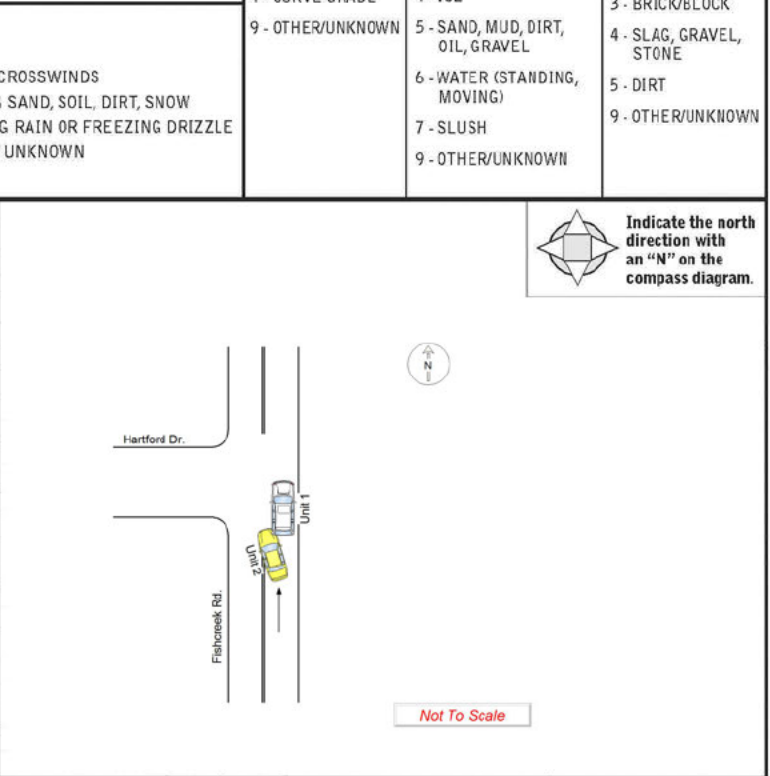 9 - OTHER/UNKNOWN
5 - SAND, MUD, DIRT,
OIL, GRAVEL
6 - WATER (STANDING,
MOVING)
7 - SLUSH
9 - OTHER/UNKNOWN
3 - BRICK/BLOCK
4 - SLAG, GRAVEL,
STONE
5 - DIRT
9 - OTHER/UNKNOWN
CROSSWINDS
SAND, SOIL, DIRT, SNOW
G RAIN OR FREEZING DRIZZLE
UNKNOWN
Indicate the north
direction with
an “N” on the
compass diagram.
N
Hartford Dr.
Unit 1
Unit 2
Fishcreek Rd.
Not To Scale